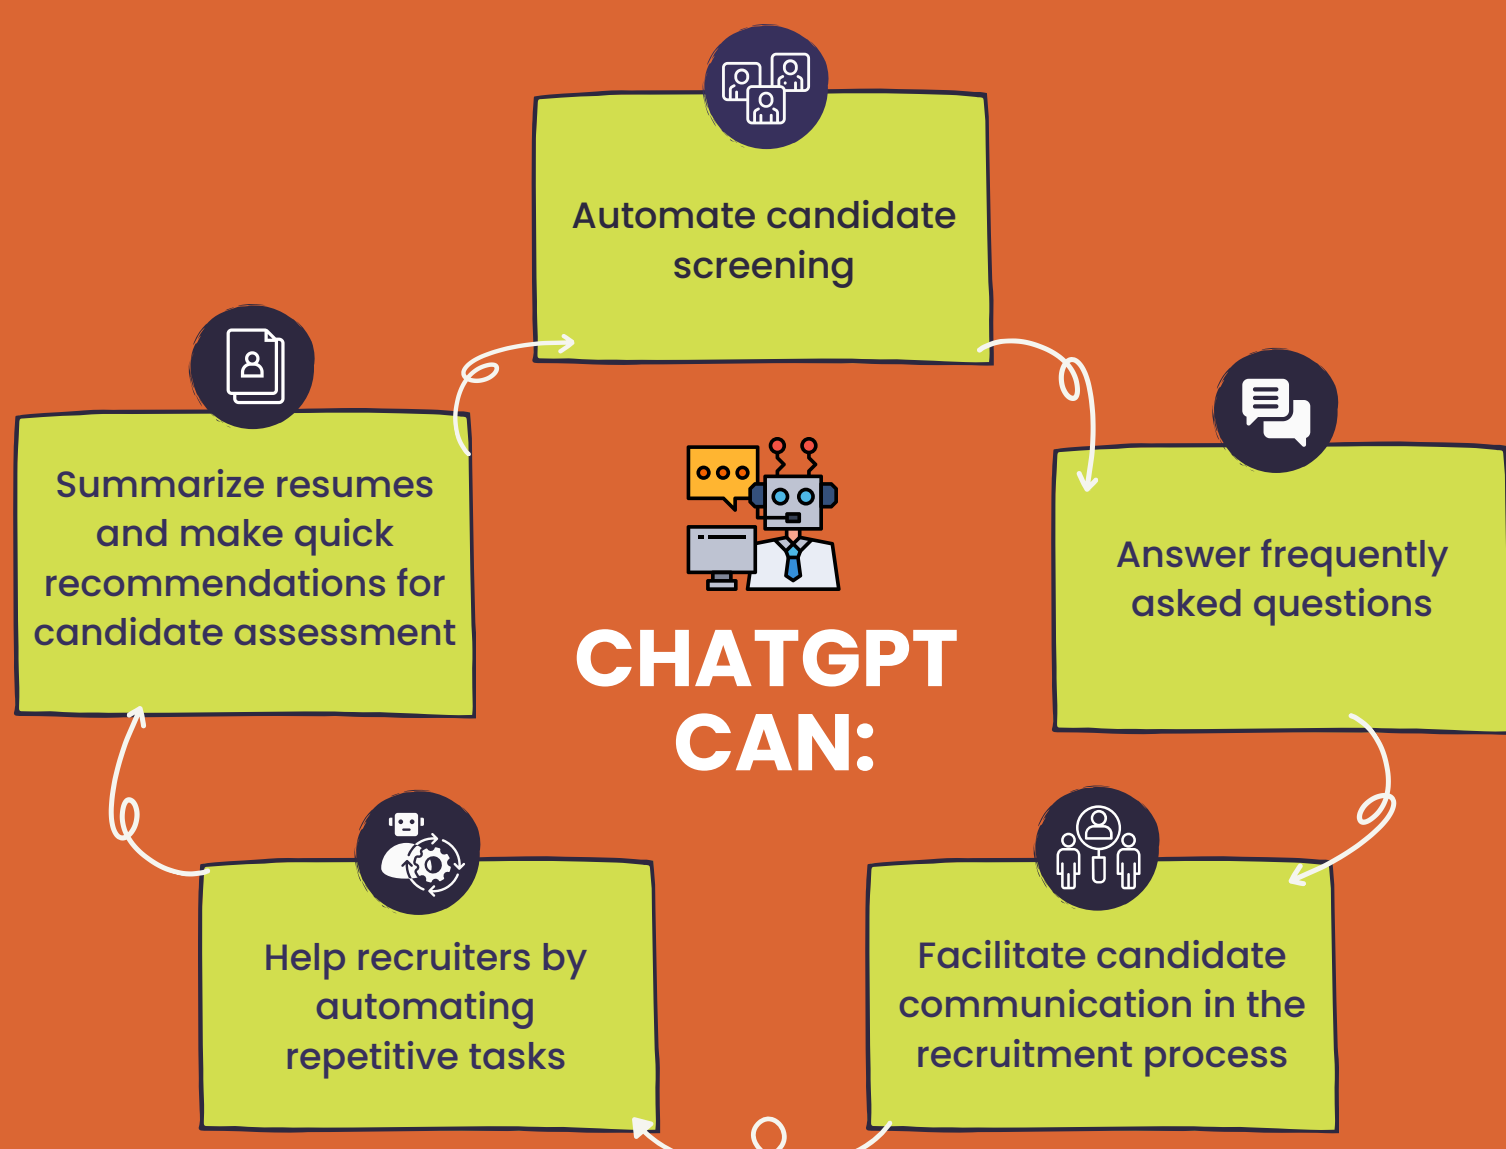 Automate candidate
screening
Answer frequently
asked questions
Facilitate candidate
communication in the
recruitment process
Help recruiters by
automating
repetitive tasks
Summarize resumes
and make quick
recommendations for
candidate assessment
CHATGPT
CAN: